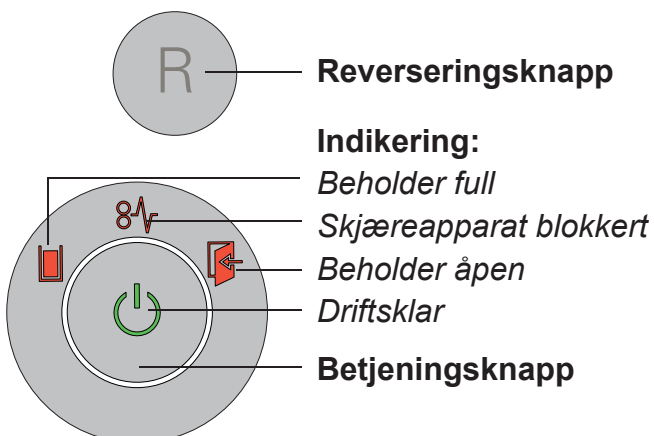 R
Reverseringsknapp
Indikering:
Beholder full
Skjæreapparat blokkert
Beholder åpen
Driftsklar
Betjeningsknapp